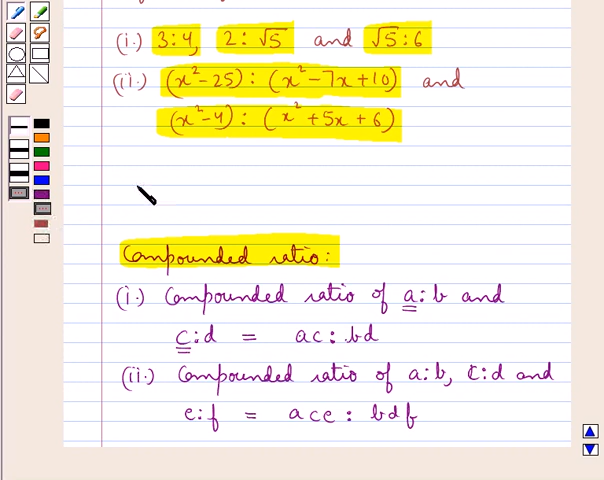 (i.) 3:4, 2:√5 and √5:6
(ii.) (x²-25):(x²-7x+10) and
(x²-4):(x²+5x+6)
Compounded ratio:
(i.) Compounded ratio of a:b and
c:d = ac:bd
(ii.) Compounded ratio of a:b, c:d and
e:f = ace:bdf